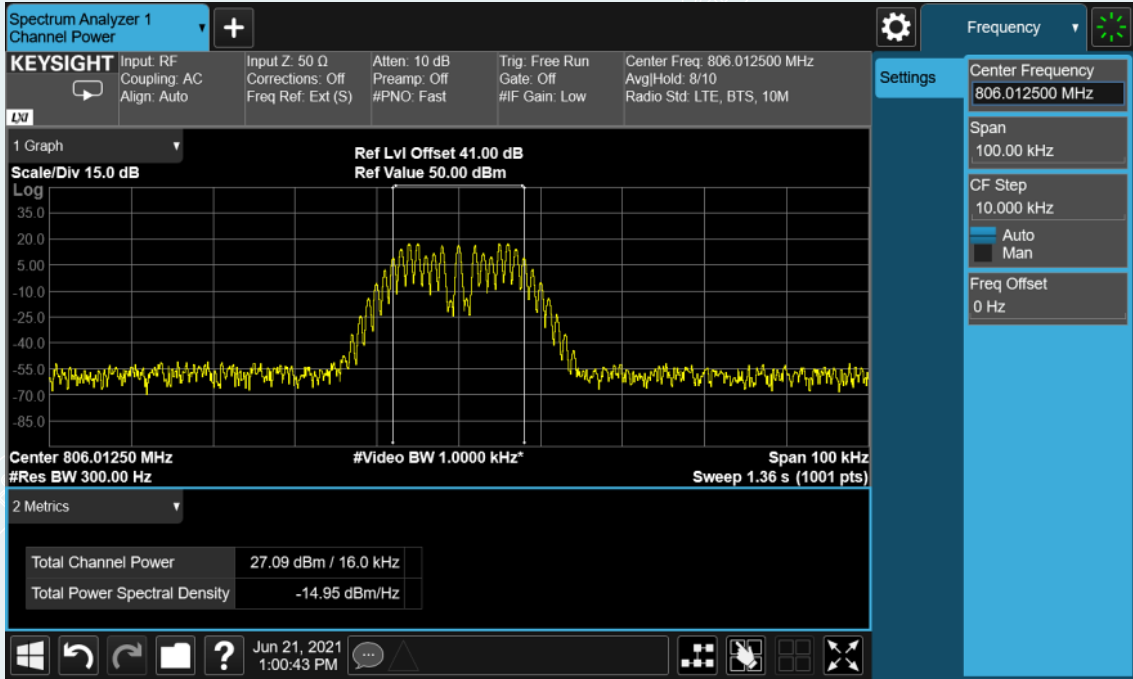 Spectrum Analyzer 1
Channel Power
Frequency
KEYSIGHT
Input: RF
Coupling: AC
Align: Auto
Input Z: 50 Ω
Corrections: Off
Freq Ref: Ext (S)
Atten: 10 dB
Preamp: Off
#PNO: Fast
Trig: Free Run
Gate: Off
#IF Gain: Low
Center Freq: 806.012500 MHz
Avg|Hold: 8/10
Radio Std: LTE, BTS, 10M
LXI
Settings
Center Frequency
806.012500 MHz
Span
100.00 kHz
CF Step
10.000 kHz
Auto
Man
Freq Offset
0 Hz
1 Graph
Scale/Div 15.0 dB
Ref Lvl Offset 41.00 dB
Ref Value 50.00 dBm
Log
35.0
20.0
5.00
-10.0
-25.0
-40.0
-55.0
-70.0
-85.0
Center 806.01250 MHz
#Video BW 1.0000 kHz*
Span 100 kHz
#Res BW 300.00 Hz
Sweep 1.36 s (1001 pts)
2 Metrics
Total Channel Power 27.09 dBm / 16.0 kHz
Total Power Spectral Density -14.95 dBm/Hz
?
Jun 21, 2021
1:00:43 PM